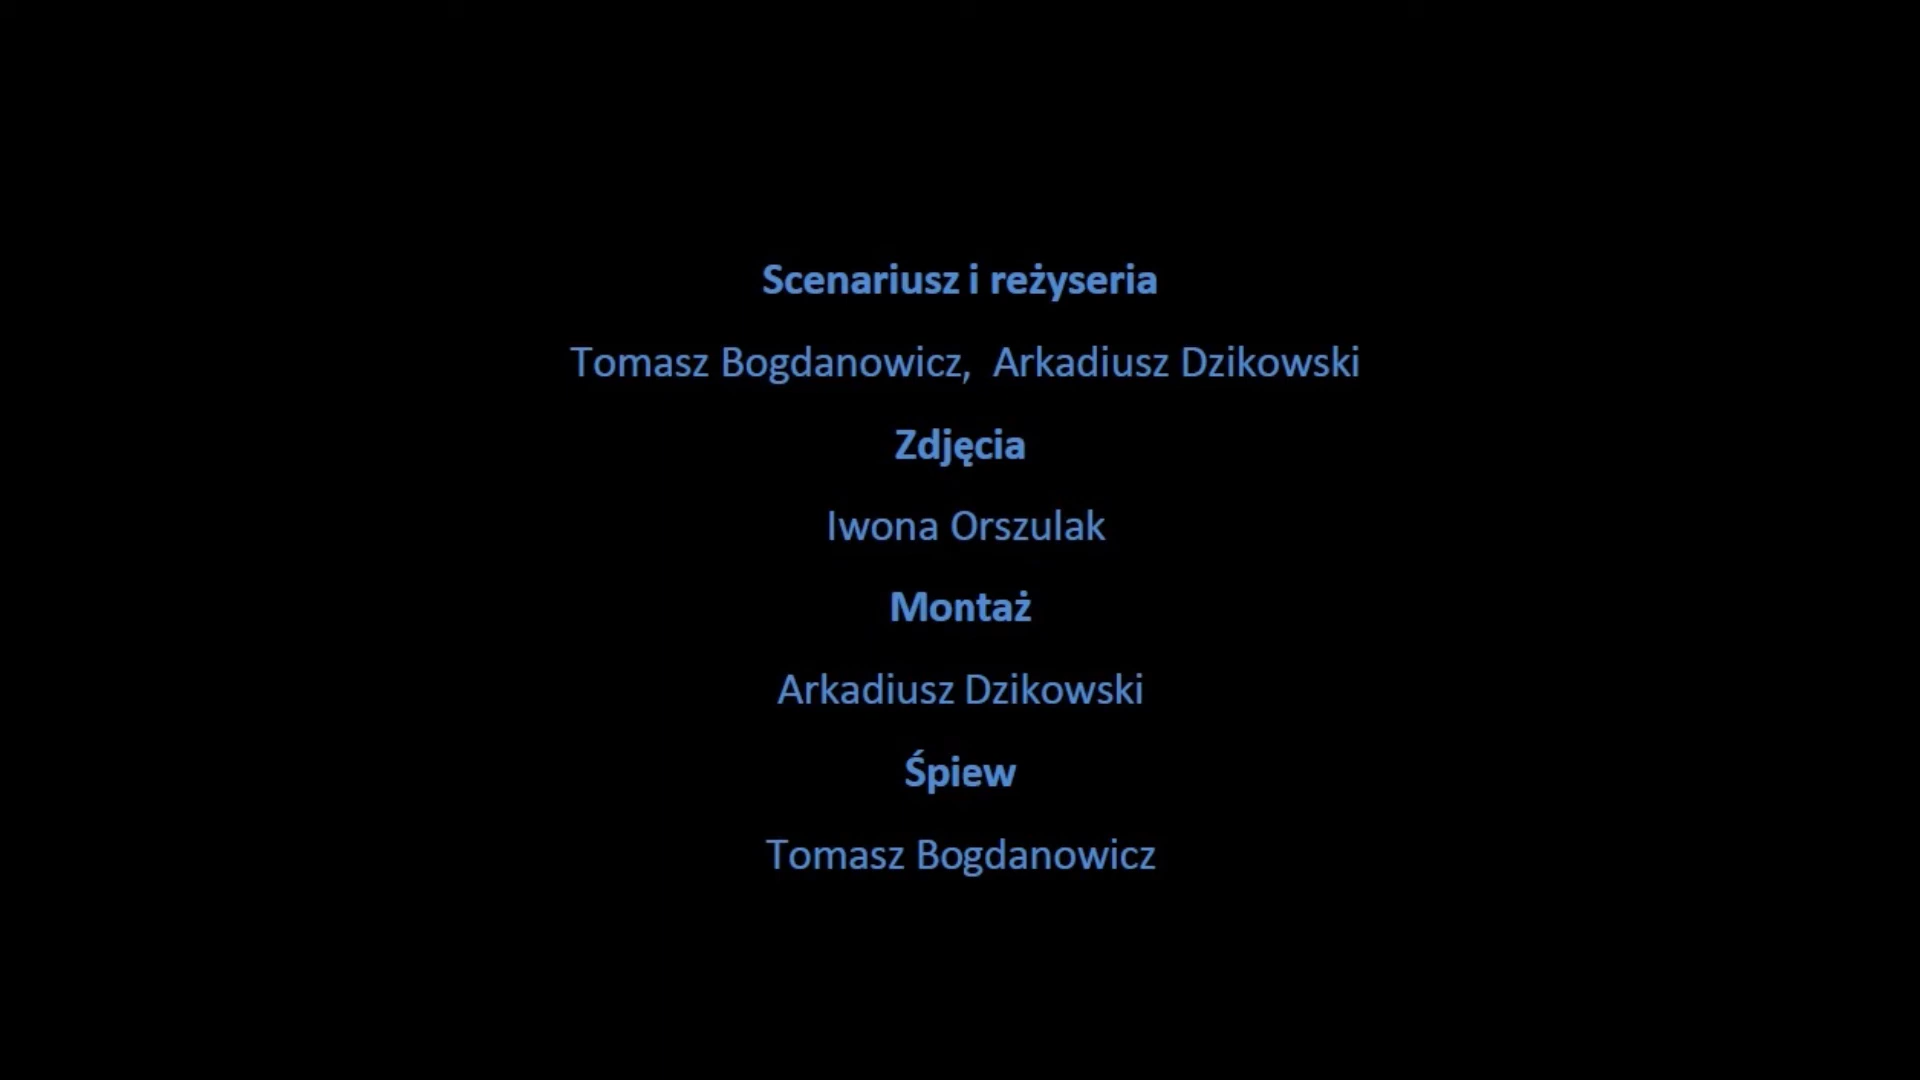 Scenariusz i reżyseria
Tomasz Bogdanowicz, Arkadiusz Dzikowski
Zdjęcia
Iwona Orszulak
Montaż
Arkadiusz Dzikowski
Śpiew
Tomasz Bogdanowicz